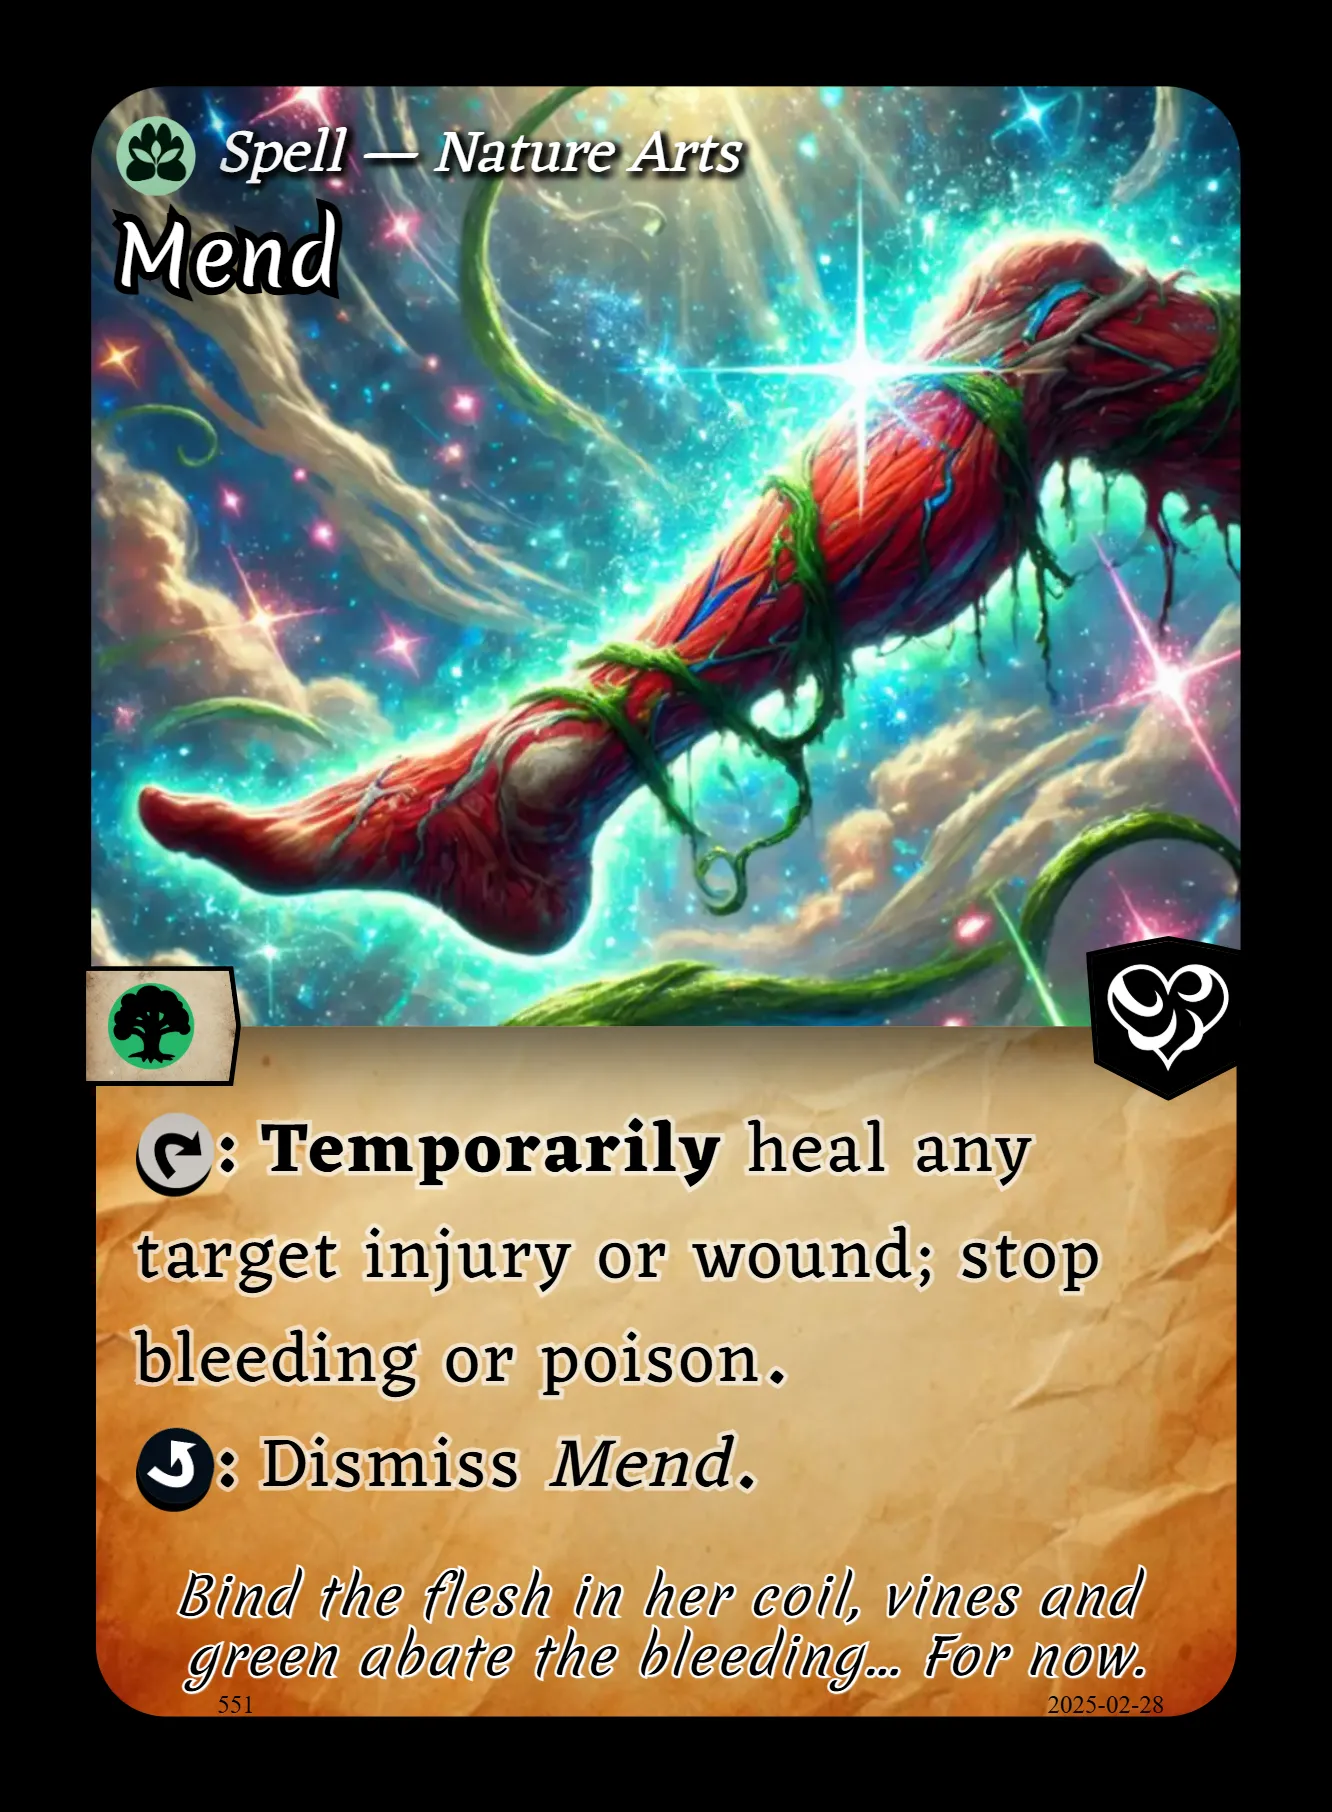 Spell — Nature Arts
Mend
: Temporarily heal any
target injury or wound; stop
bleeding or poison.
: Dismiss Mend.
Bind the flesh in her coil, vines and
green abate the bleeding... For now.
551
2025-02-28